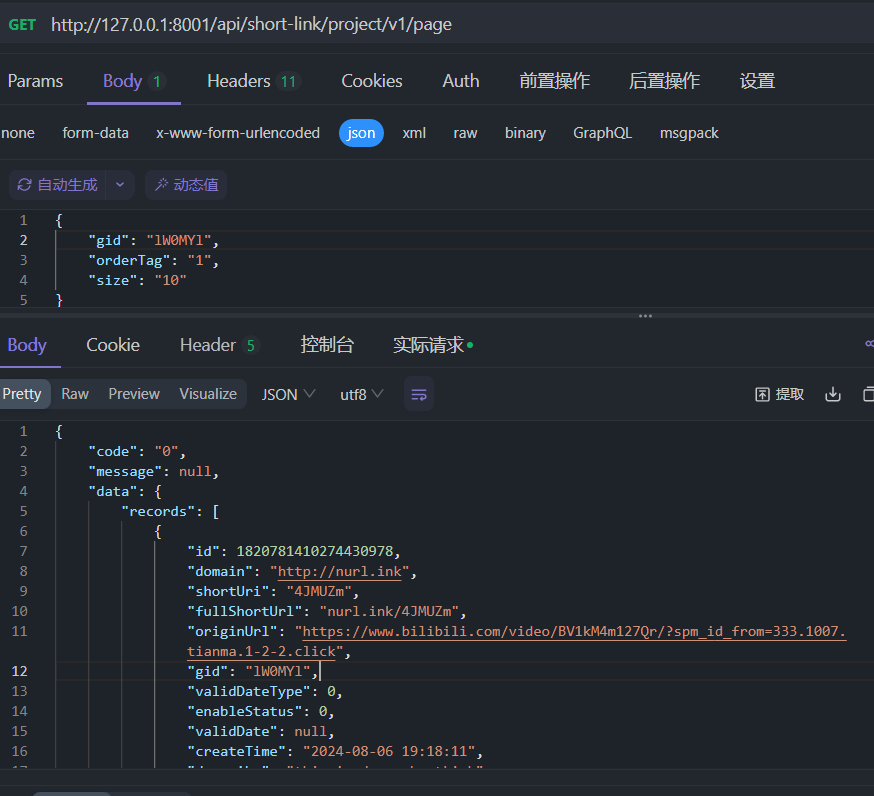 GET http://127.0.0.1:8001/api/short-link/project/v1/page
Params Body 1 Headers 11 Cookies Auth 前置操作 后置操作 设置
none form-data x-www-form-urlencoded json xml raw binary GraphQL msgpack
自动生成 动态值
1 {
2 "gid": "lW0MYl",
3 "orderTag": "1",
4 "size": "10"
5 }
Body Cookie Header 5 控制台 实际请求
Pretty Raw Preview Visualize JSON utf8 提取
1 {
2 "code": "0",
3 "message": null,
4 "data": {
5 "records": [
6 {
7 "id": 1820781410274430978,
8 "domain": "http://nurl.ink",
9 "shortUri": "4JMUZm",
10 "fullShortUrl": "nurl.ink/4JMUZm",
11 "originUrl": "https://www.bilibili.com/video/BV1kM4m127Qr/?spm_id_from=333.1007.
tianma.1-2-2.click",
12 "gid": "lW0MYl",
13 "validDateType": 0,
14 "enableStatus": 0,
15 "validDate": null,
16 "createTime": "2024-08-06 19:18:11",